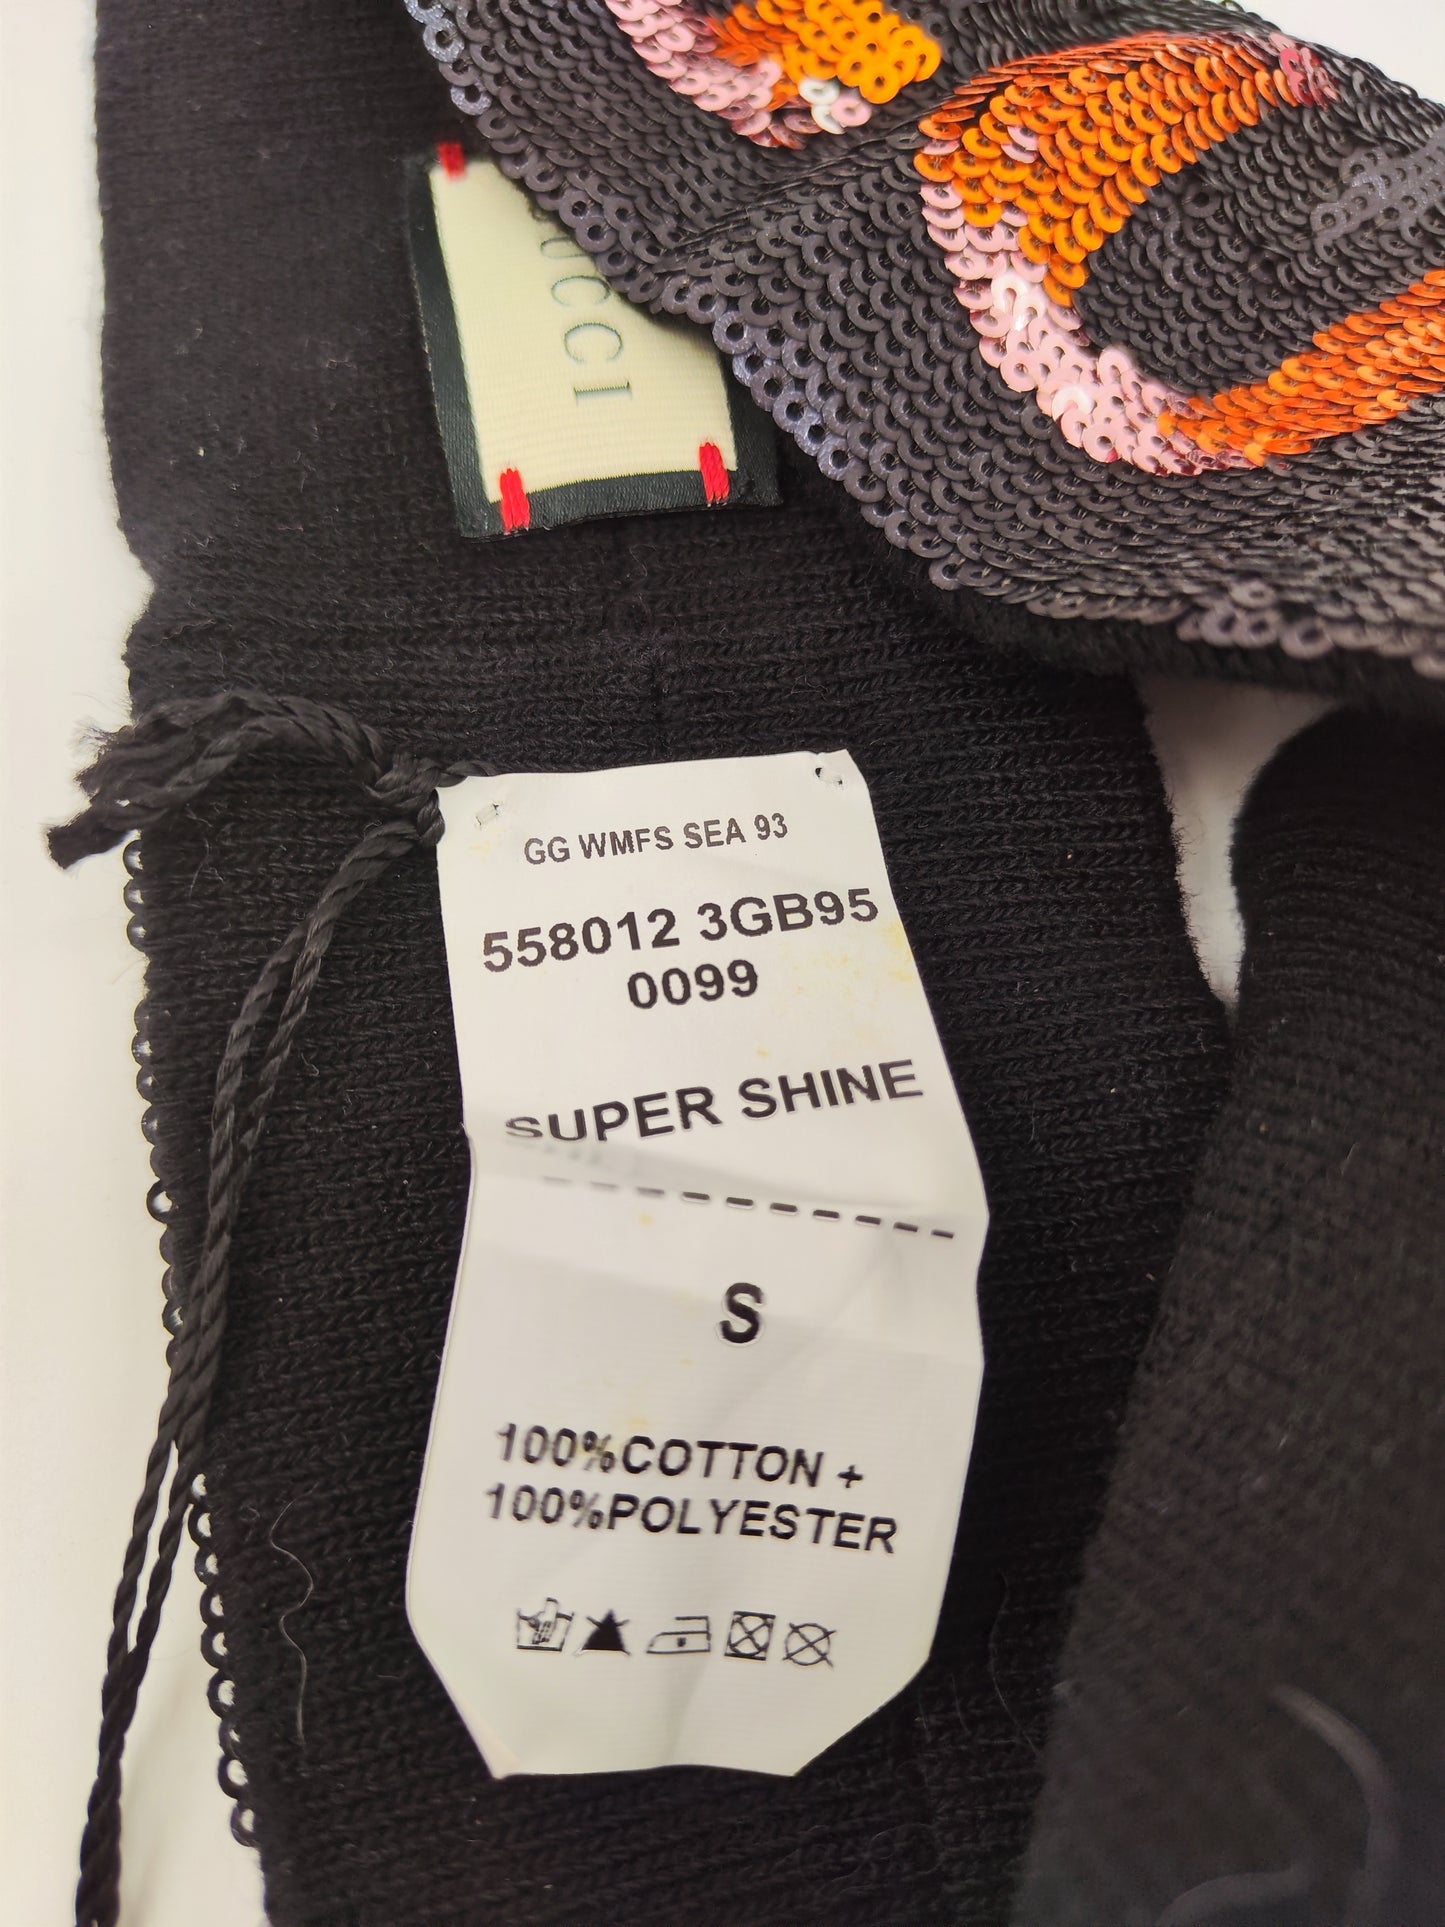 UCCI
GG WMFS SEA 93
558012 3GB95
0099
SUPER SHINE
S
100%COTTON +
100%POLYESTER